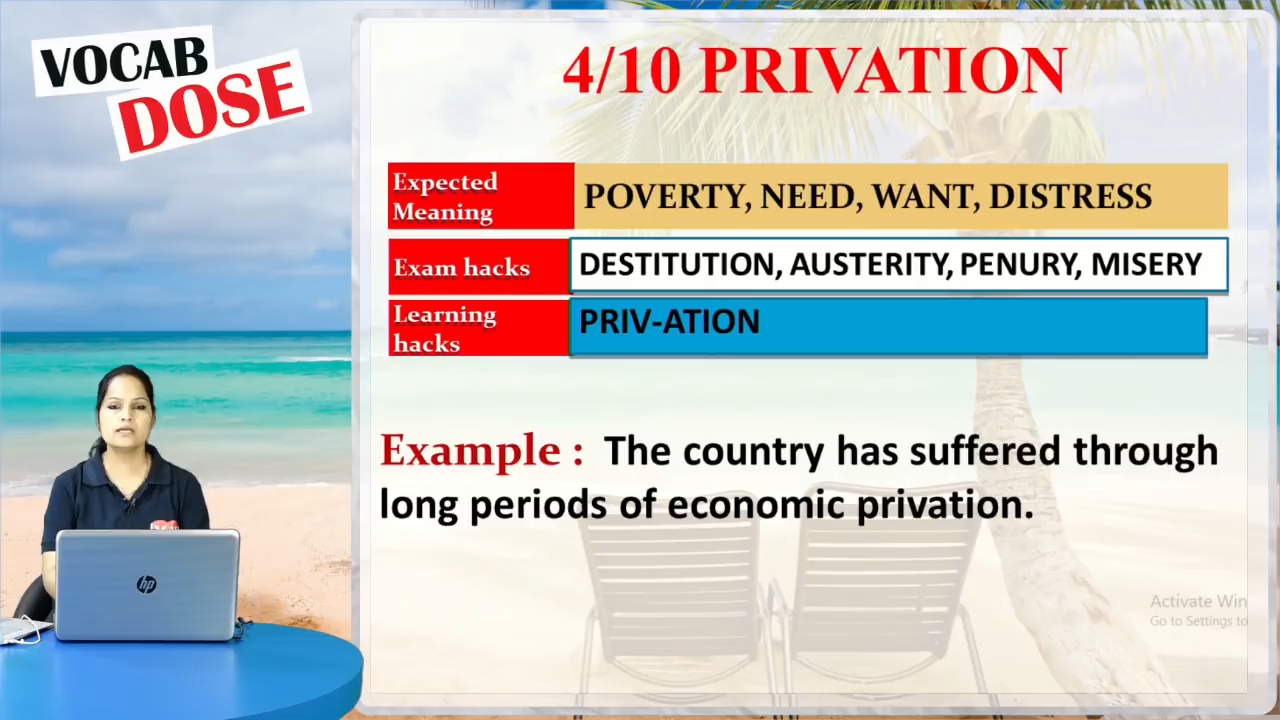 VOCAB
DOSE
4/10 PRIVATION
Expected
Meaning
POVERTY, NEED, WANT, DISTRESS
Exam hacks
DESTITUTION, AUSTERITY, PENURY, MISERY
Learning
hacks
PRIV-ATION
Example : The country has suffered through
long periods of economic privation.
hp
Activate Win
Go to Settings to